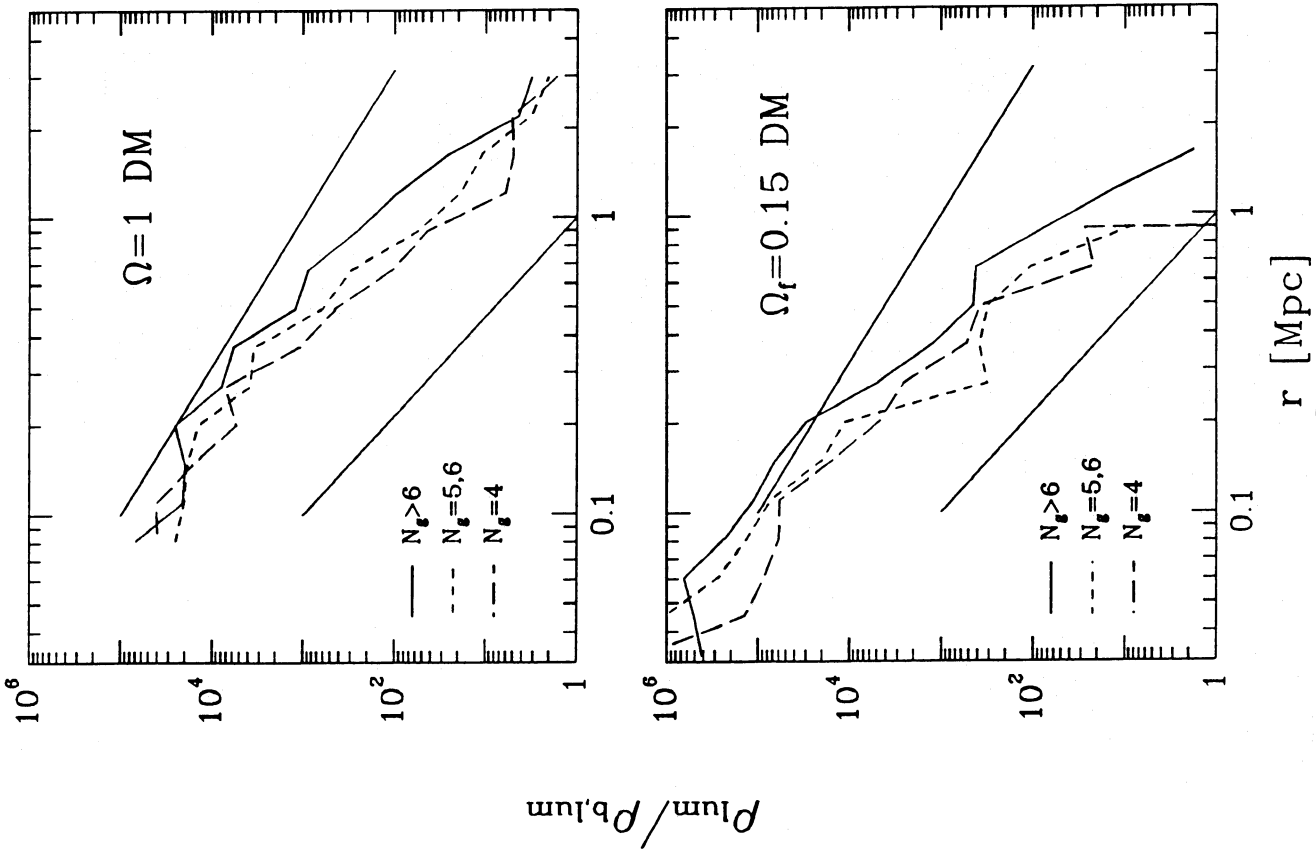 Ω=1 DM
N_g>6
N_g=5,6
N_g=4
10^6
10^4
10^2
1
0.1
1
Ω_f=0.15 DM
N_g>6
N_g=5,6
N_g=4
10^6
10^4
10^2
1
0.1
1
ρ_lum/ρ_b,lum
r [Mpc]